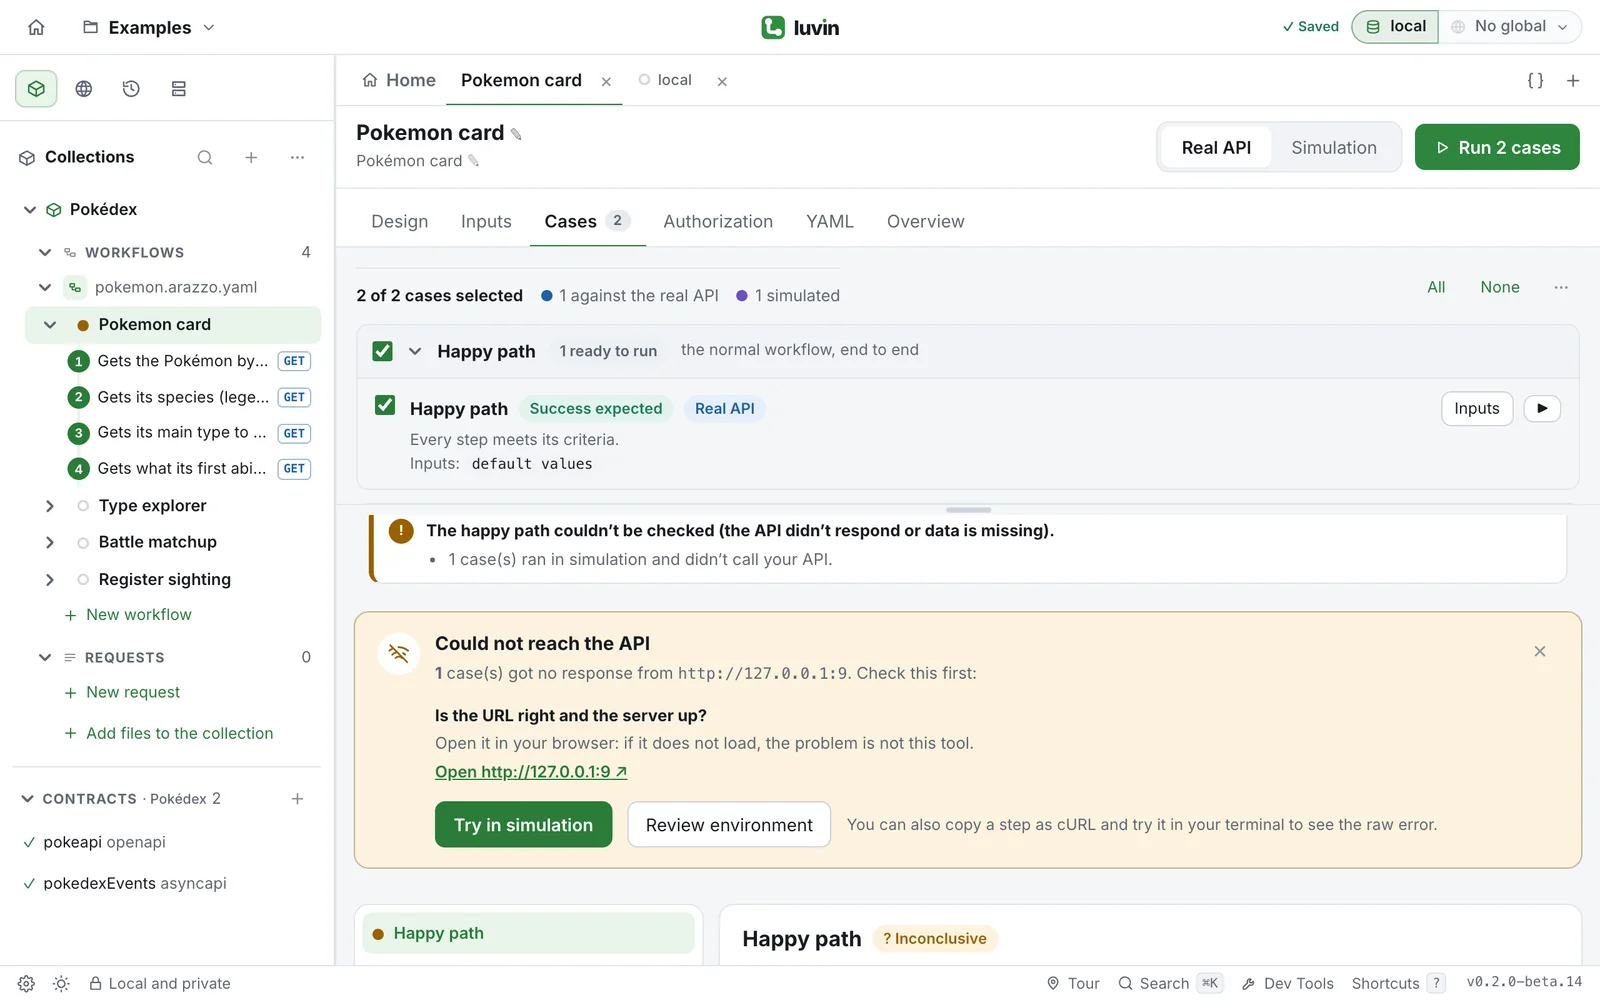 Examples
luvin
Saved
local
No global
Home
Pokemon card
local
{ }
Collections
Pokemon card
Pokémon card
Real API
Simulation
Run 2 cases
Pokédex
WORKFLOWS 4
pokemon.arazzo.yaml
Pokemon card
1 Gets the Pokémon by... GET
2 Gets its species (lege... GET
3 Gets its main type to ... GET
4 Gets what its first abi... GET
Type explorer
Battle matchup
Register sighting
+ New workflow
REQUESTS 0
+ New request
+ Add files to the collection
CONTRACTS · Pokédex 2
pokeapi openapi
pokedexEvents asyncapi
Design
Inputs
Cases 2
Authorization
YAML
Overview
2 of 2 cases selected
1 against the real API
1 simulated
All
None
Happy path
1 ready to run
the normal workflow, end to end
Happy path
Success expected
Real API
Inputs
Every step meets its criteria.
Inputs: default values
! The happy path couldn’t be checked (the API didn’t respond or data is missing).
• 1 case(s) ran in simulation and didn’t call your API.
Could not reach the API
1 case(s) got no response from http://127.0.0.1:9. Check this first:
Is the URL right and the server up?
Open it in your browser: if it does not load, the problem is not this tool.
Open http://127.0.0.1:9 ↗
Try in simulation
Review environment
You can also copy a step as cURL and try it in your terminal to see the raw error.
Happy path
Happy path
? Inconclusive
Local and private
Tour
Search ⌘K
Dev Tools
Shortcuts ?
v0.2.0-beta.14